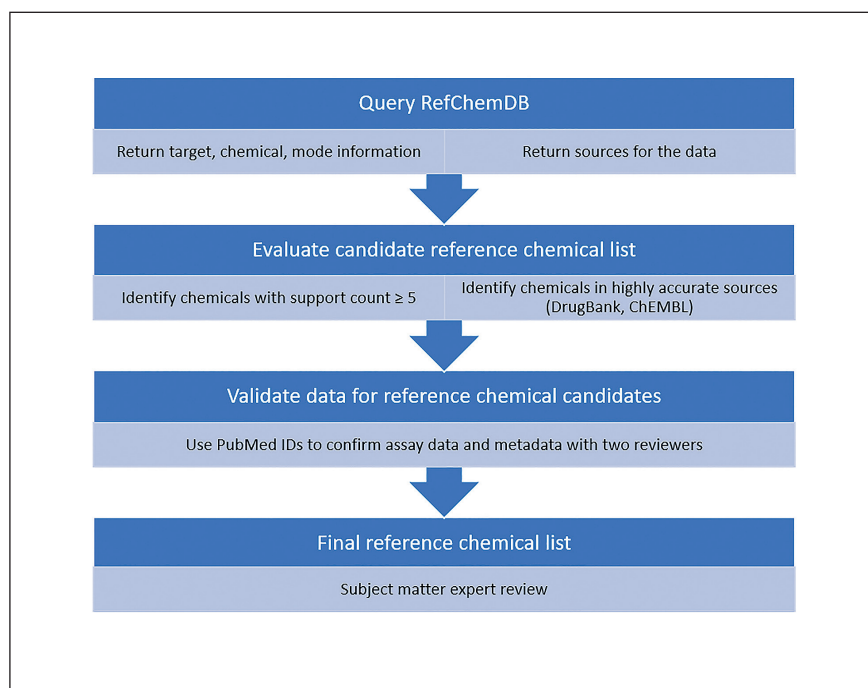 Query RefChemDB
Return target, chemical, mode information
Return sources for the data
Evaluate candidate reference chemical list
Identify chemicals with support count ≥ 5
Identify chemicals in highly accurate sources
(DrugBank, ChEMBL)
Validate data for reference chemical candidates
Use PubMed IDs to confirm assay data and metadata with two reviewers
Final reference chemical list
Subject matter expert review